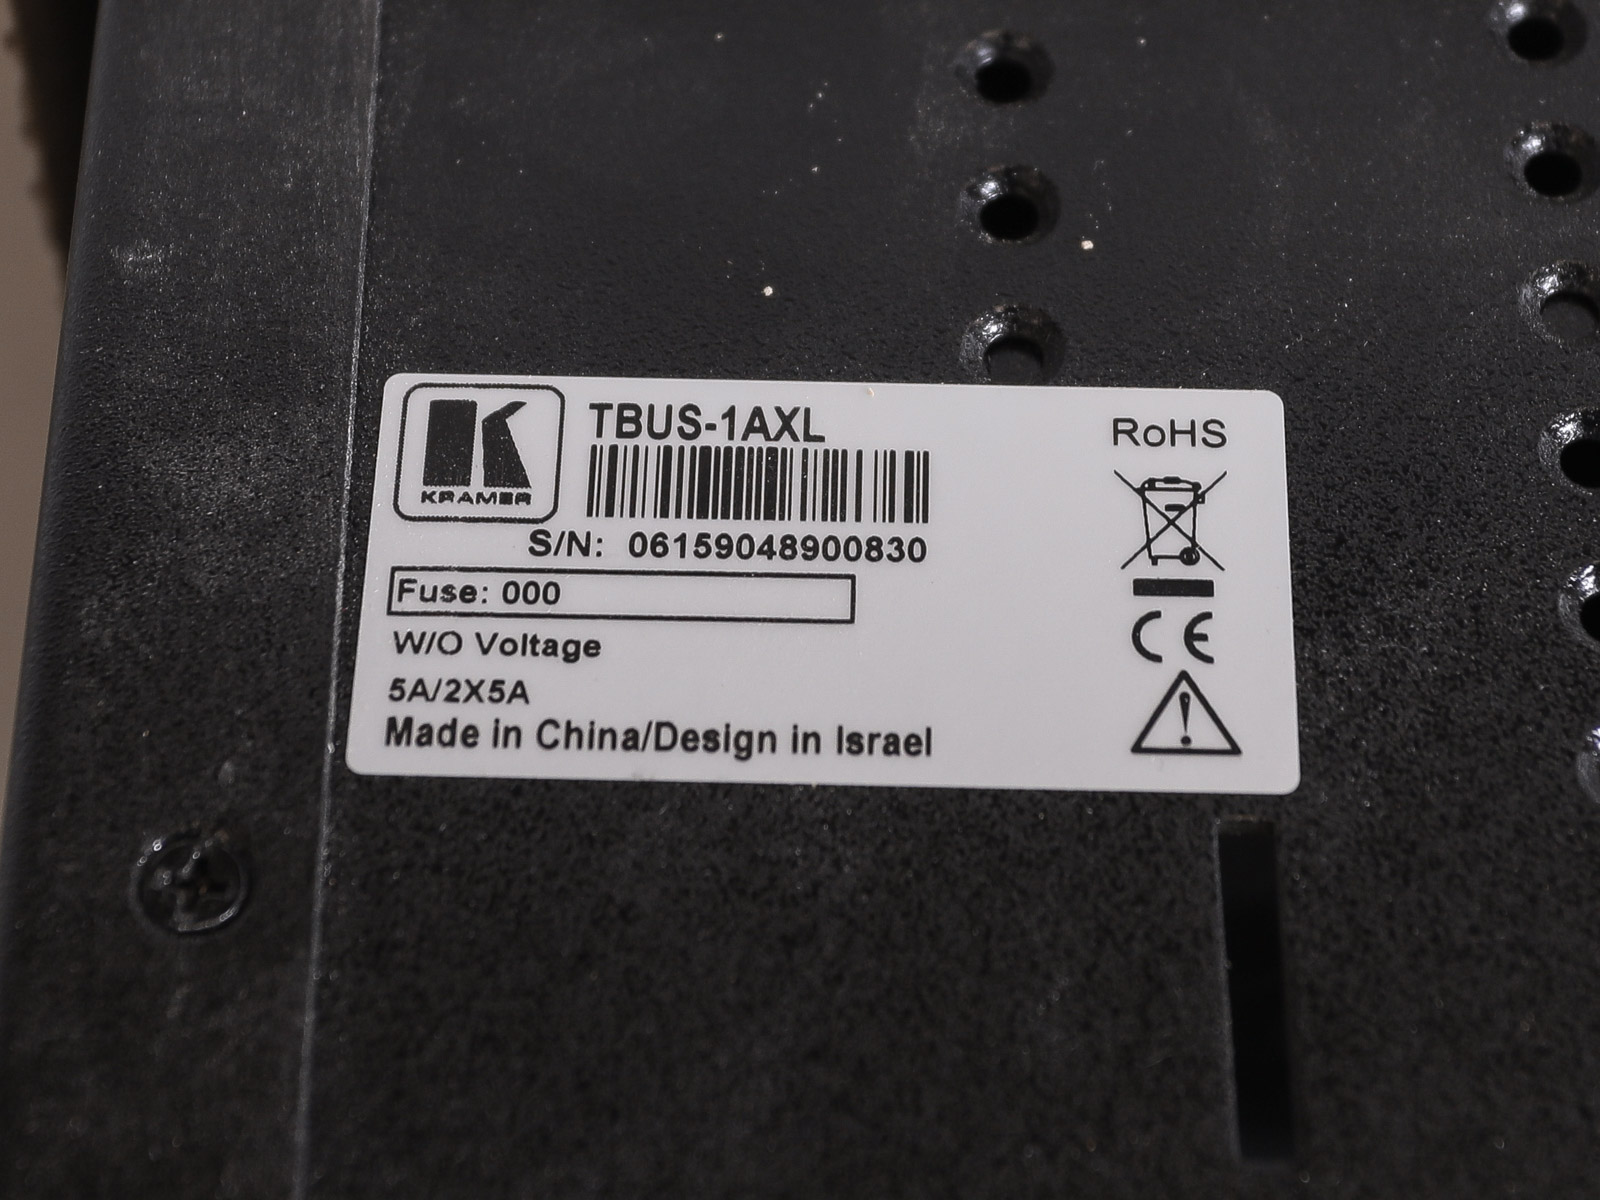 KRAMER
TBUS-1AXL
S/N: 06159048900830
Fuse: 000
W/O Voltage
5A/2X5A
Made in China/Design in Israel
RoHS
CE